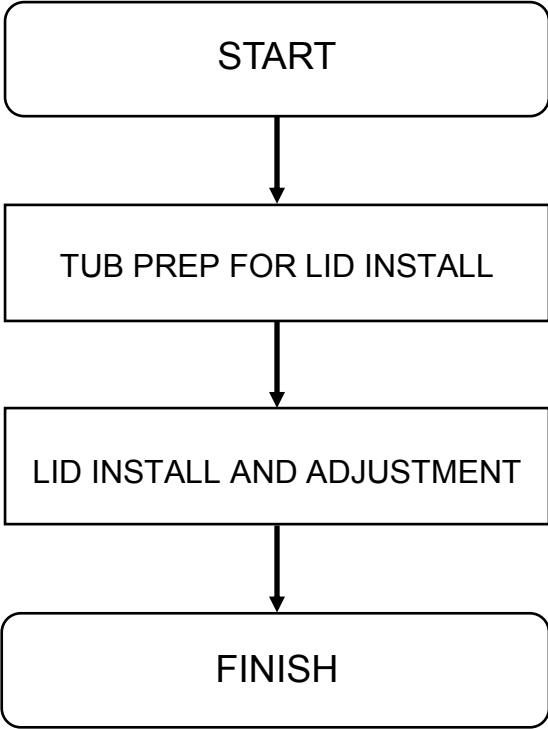 START
TUB PREP FOR LID INSTALL
LID INSTALL AND ADJUSTMENT
FINISH